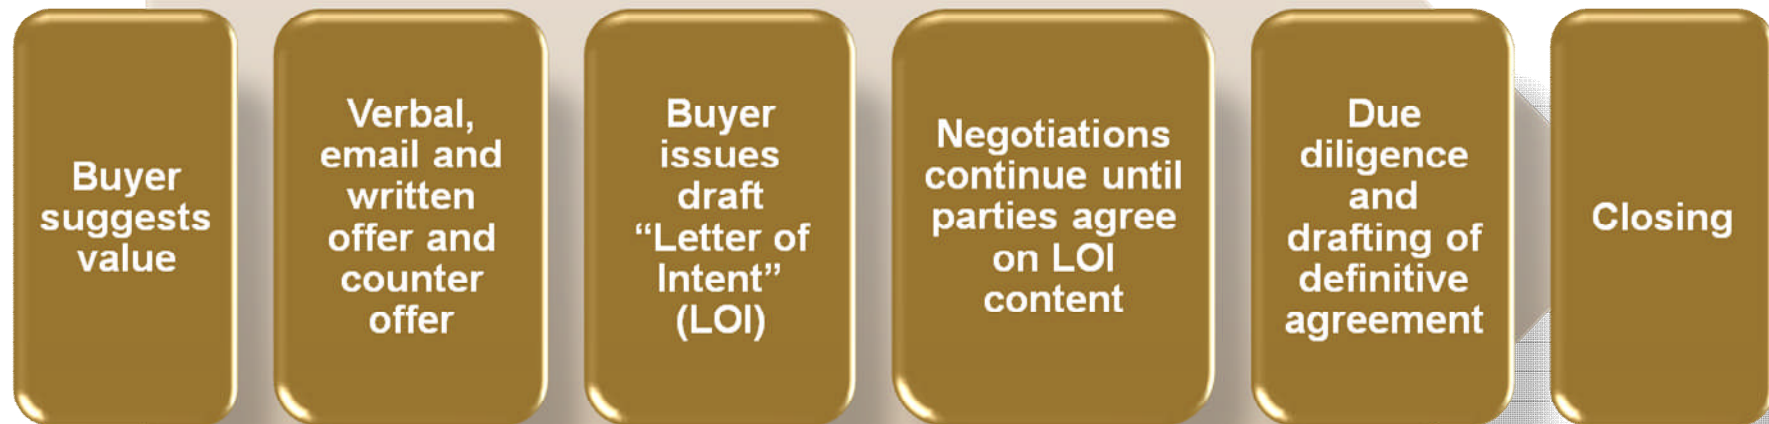 Buyer
suggests
value
Verbal,
email and
written
offer and
counter
offer
Buyer
issues
draft
“Letter of
Intent”
(LOI)
Negotiations
continue until
parties agree
on LOI
content
Due
diligence
and
drafting of
definitive
agreement
Closing